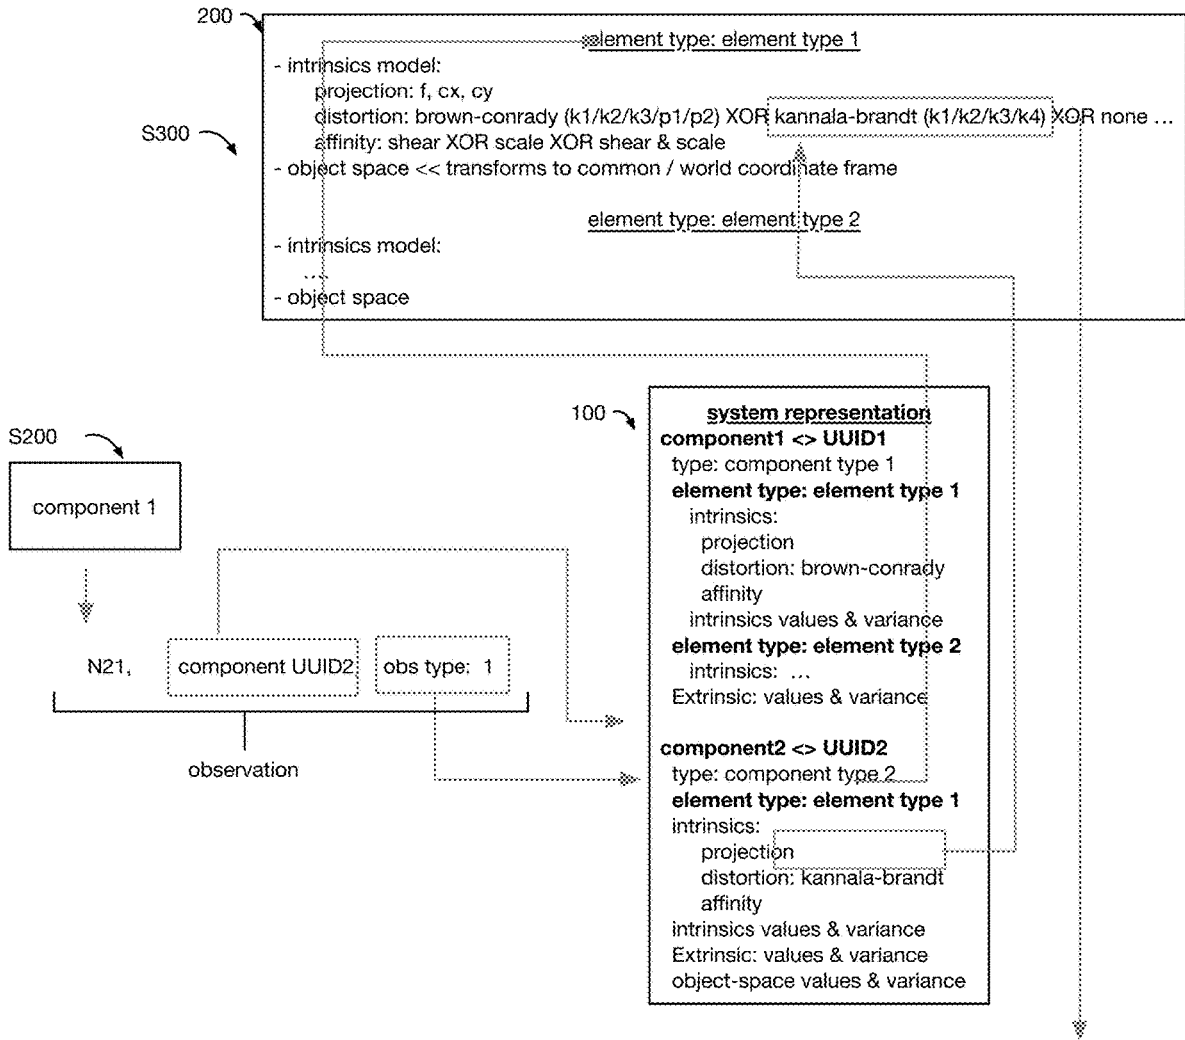 200
element type: element type 1
- intrinsics model:
projection: f, cx, cy
distortion: brown-conrady (k1/k2/k3/p1/p2) XOR kannala-brandt (k1/k2/k3/k4) XOR none ...
S300
affinity: shear XOR scale XOR shear & scale
- object space << transforms to common / world coordinate frame
element type: element type 2
- intrinsics model:
....
- object space
100
system representation
component1 <> UUID1
type: component type 1
element type: element type 1
intrinsics:
projection
distortion: brown-conrady
affinity
intrinsics values & variance
element type: element type 2
intrinsics: ...
Extrinsic: values & variance
component2 <> UUID2
type: component type 2
element type: element type 1
intrinsics:
projection
distortion: kannala-brandt
affinity
intrinsics values & variance
Extrinsic: values & variance
object-space values & variance
S200
component 1
N21, component UUID2 obs type: 1
observation